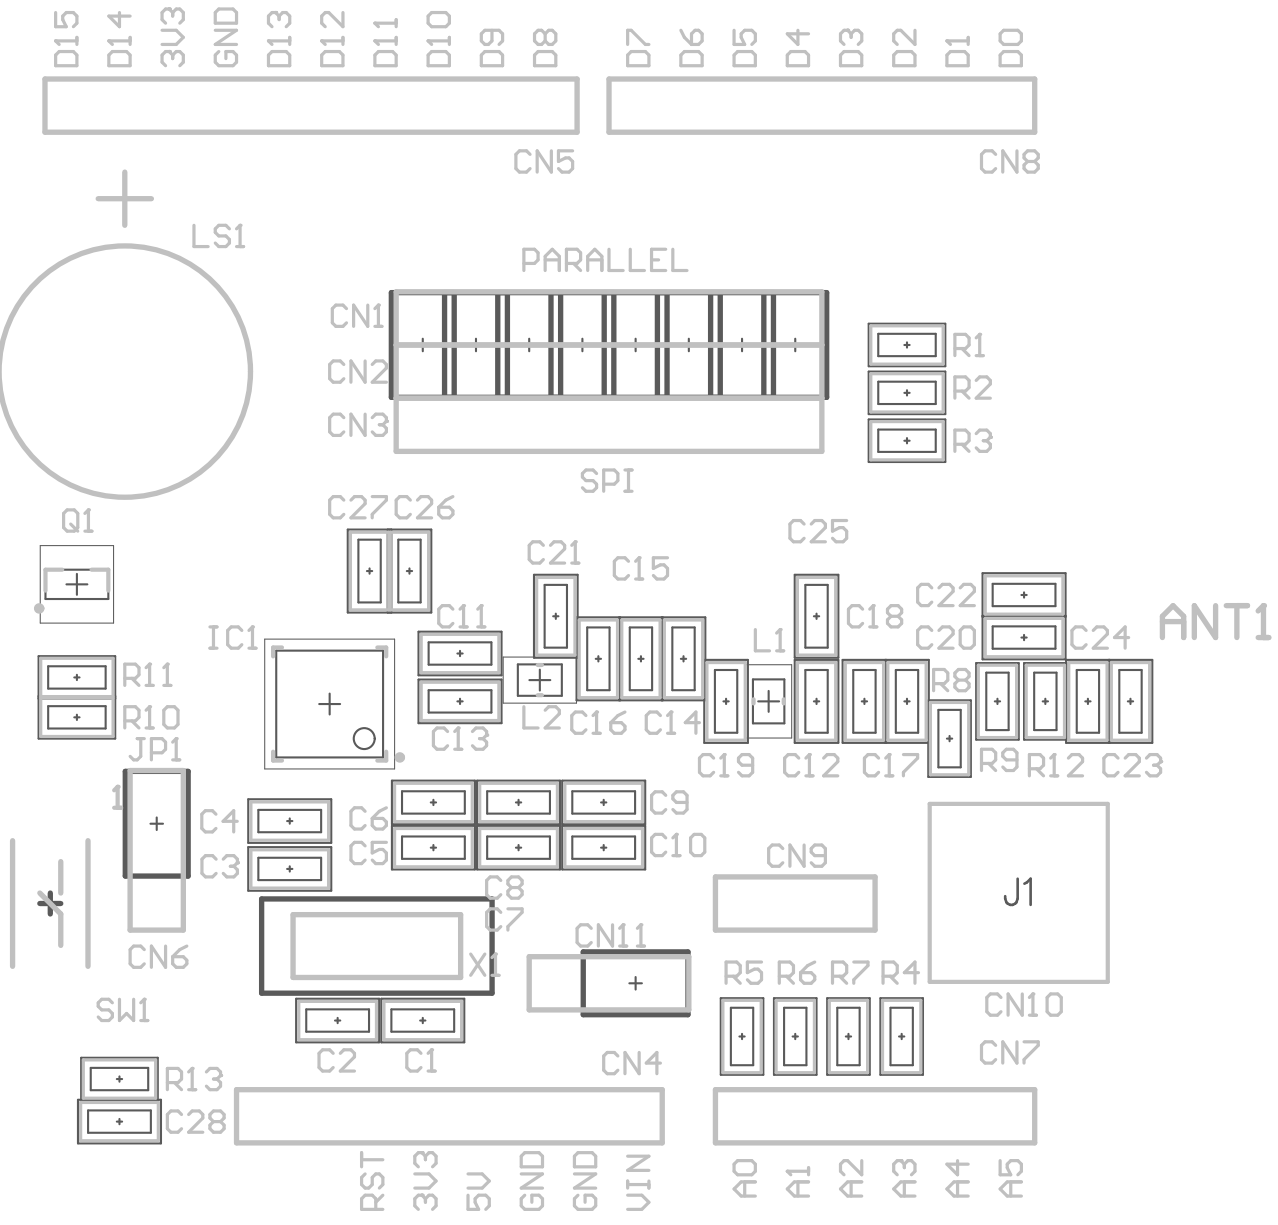 D15 D14 3V3 GND D13 D12 D11 D10 D9 D8 D7 D6 D5 D4 D3 D2 D1 D0
CN5 CN8
LS1
PARALLEL
CN1
R1
CN2
R2
CN3
R3
SPI
Q1
C27 C26
C25
C21
C15
C22
C11
C18
ANT1
IC1
L1
C20 C24
R11
R8
R10
L2 C16 C14
JP1
C13
C19 C12 C17 R9 R12 C23
1
C4
C6
C9
C3
C5
C10
CN9
C8
J1
C7
CN11
CN6
X1
R5 R6 R7 R4
SW1
CN10
C2 C1
CN4
CN7
R13
C28
RST 3V3 5V GND GND VIN A0 A1 A2 A3 A4 A5